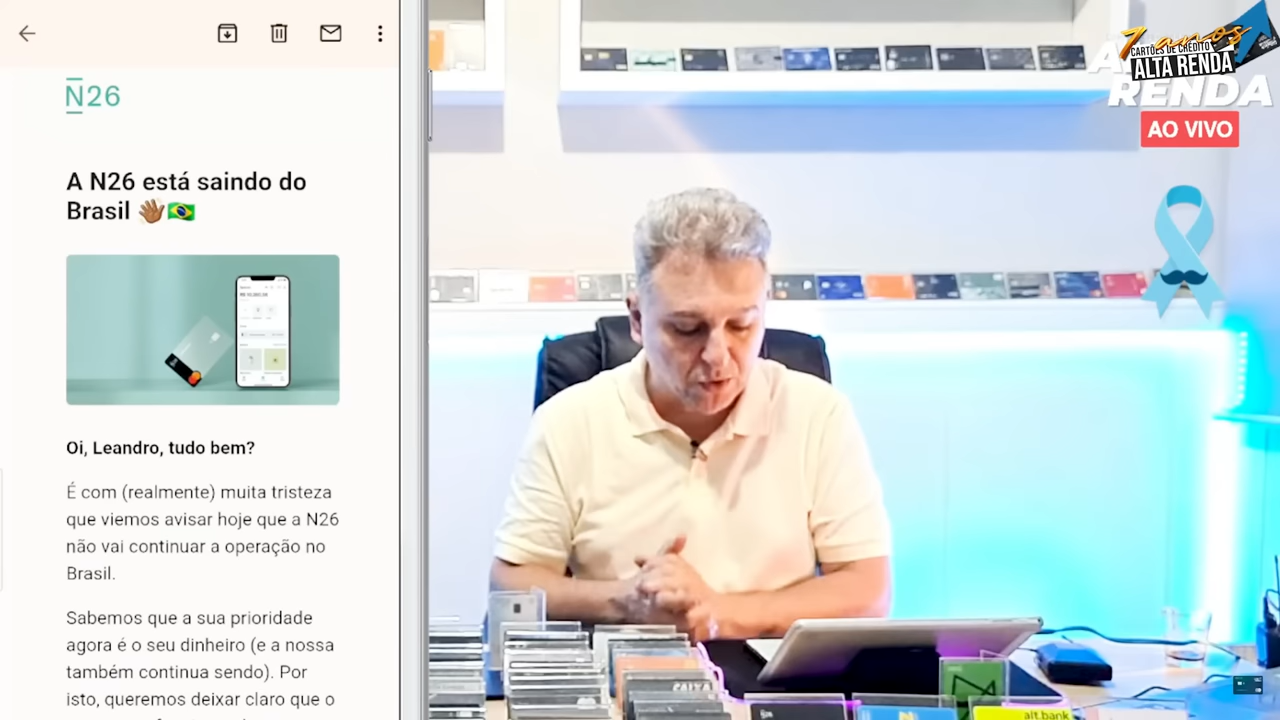 N26
A N26 está saindo do
Brasil 👋🏾🇧🇷
Oi, Leandro, tudo bem?
É com (realmente) muita tristeza
que viemos avisar hoje que a N26
não vai continuar a operação no
Brasil.
Sabemos que a sua prioridade
agora é o seu dinheiro (e a nossa
também continua sendo). Por
isto, queremos deixar claro que o
7 anos
CARTÕES DE CRÉDITO
ALTA RENDA
RENDA
AO VIVO
CAIXA
alt.bank